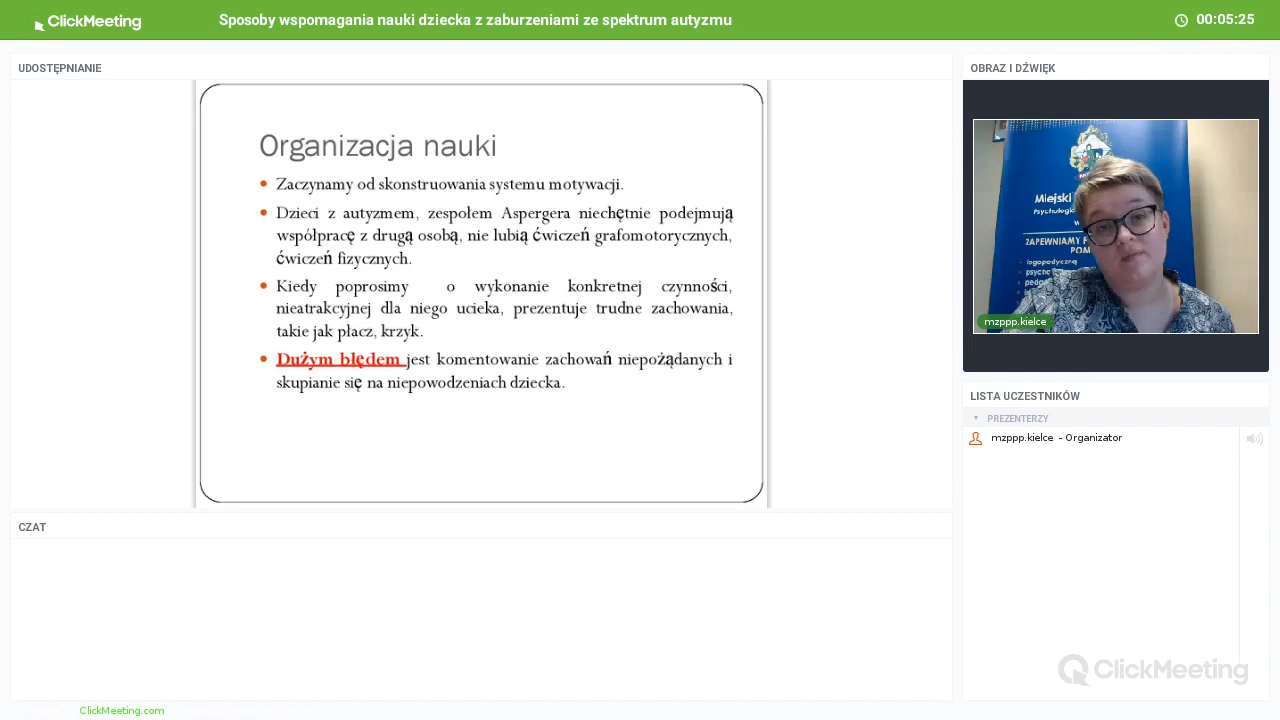 ClickMeeting
Sposoby wspomagania nauki dziecka z zaburzeniami ze spektrum autyzmu
00:05:25
UDOSTĘPNIANIE
Organizacja nauki
Zaczynamy od skonstruowania systemu motywacji.
Dzieci z autyzmem, zespołem Aspergera niechętnie podejmują
współpracę z drugą osobą, nie lubią ćwiczeń grafomotorycznych,
ćwiczeń fizycznych.
Kiedy poprosimy o wykonanie konkretnej czynności,
nieatrakcyjnej dla niego ucieka, prezentuje trudne zachowania,
takie jak płacz, krzyk.
Dużym błędem jest komentowanie zachowań niepożądanych i
skupianie się na niepowodzeniach dziecka.
CZAT
ClickMeeting.com
OBRAZ I DŹWIĘK
Miejski
Psychologi
ZAPEWNIAMY
logopedyczną
mzppp.kielce
LISTA UCZESTNIKÓW
PREZENTERZY
mzppp.kielce - Organizator
ClickMeeting